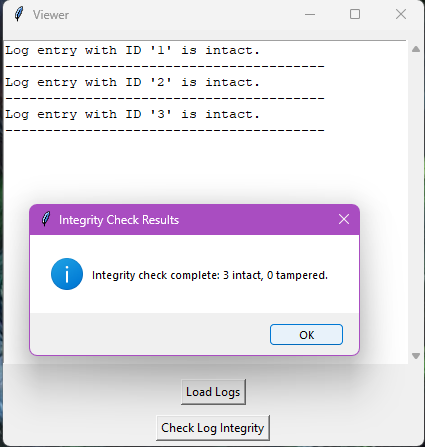 Viewer
Log entry with ID '1' is intact.
----------------------------------------
Log entry with ID '2' is intact.
----------------------------------------
Log entry with ID '3' is intact.
----------------------------------------
Integrity Check Results
Integrity check complete: 3 intact, 0 tampered.
OK
Load Logs
Check Log Integrity